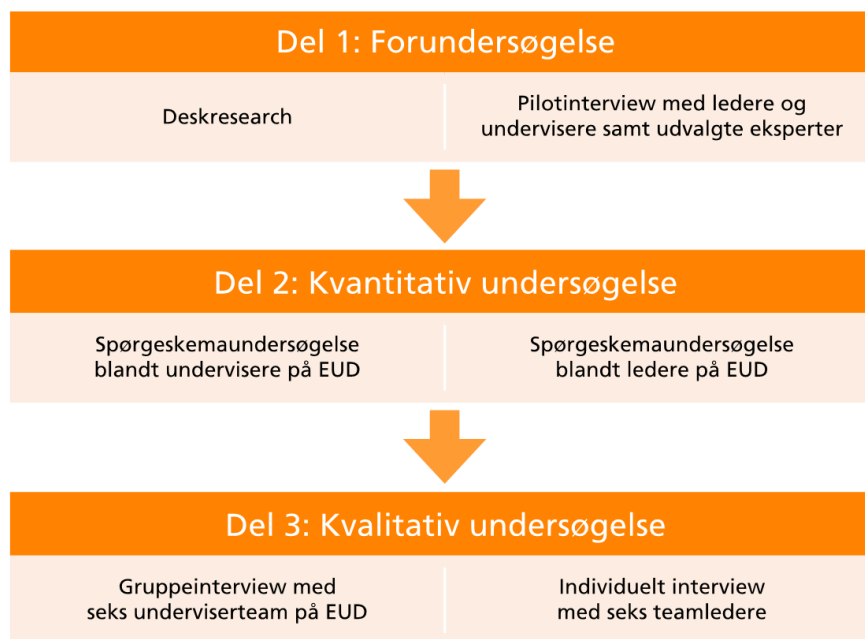 Del 1: Forundersøgelse
Deskresearch
Pilotinterview med ledere og
undervisere samt udvalgte eksperter
Del 2: Kvantitativ undersøgelse
Spørgeskemaundersøgelse
blandt undervisere på EUD
Spørgeskemaundersøgelse
blandt ledere på EUD
Del 3: Kvalitativ undersøgelse
Gruppeinterview med
seks underviserteam på EUD
Individuelt interview
med seks teamledere